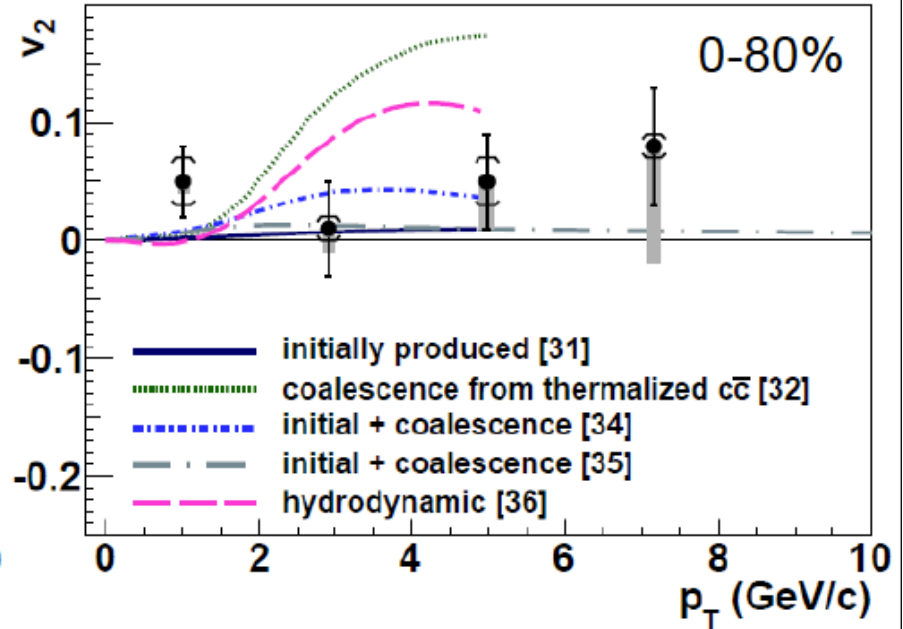 v₂
0-80%
0.1
0
-0.1
-0.2
initially produced [31]
coalescence from thermalized cc̅ [32]
initial + coalescence [34]
initial + coalescence [35]
hydrodynamic [36]
0 2 4 6 8 10
p_T (GeV/c)